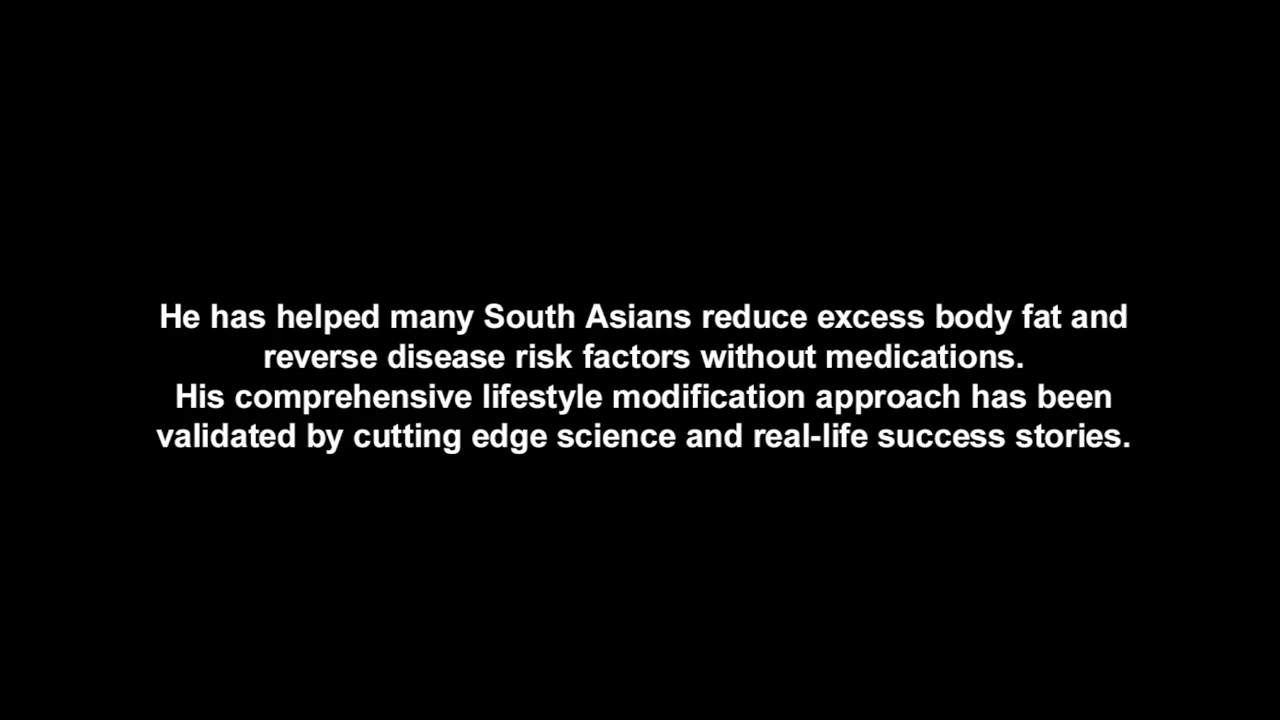 He has helped many South Asians reduce excess body fat and
reverse disease risk factors without medications.
His comprehensive lifestyle modification approach has been
validated by cutting edge science and real-life success stories.